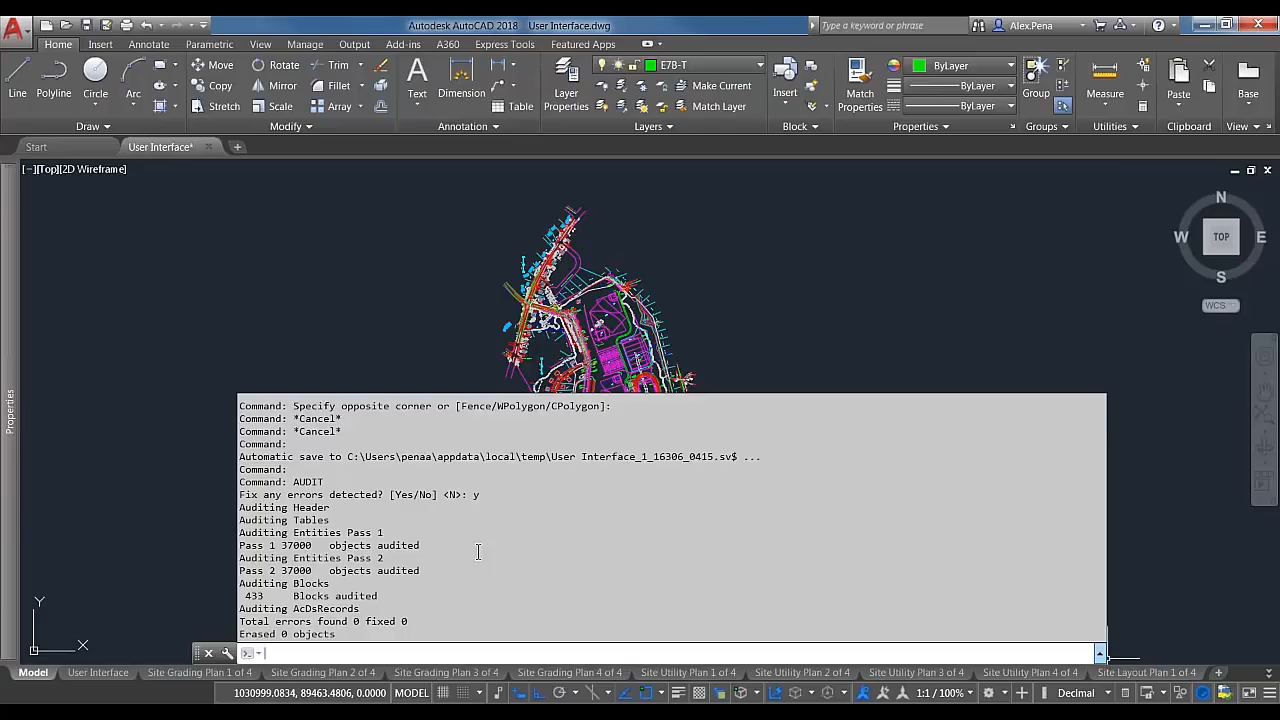 Autodesk AutoCAD 2018 User Interface.dwg
Type a keyword or phrase
Alex.Pena
Home Insert Annotate Parametric View Manage Output Add-ins A360 Express Tools Featured Apps
Line
Polyline
Circle
Arc
Draw
Move
Rotate
Trim
Copy
Mirror
Fillet
Stretch
Scale
Array
Modify
Text
Dimension
Table
Annotation
Layer
Properties
E7B-T
Make Current
Match Layer
Layers
Insert
Block
Match
Properties
ByLayer
ByLayer
ByLayer
Properties
Group
Groups
Measure
Utilities
Paste
Clipboard
Base
View
Start
User Interface*
[−][Top][2D Wireframe]
N
W
TOP
E
S
WCS
Properties
Command: Specify opposite corner or [Fence/WPolygon/CPolygon]:
Command: *Cancel*
Command: *Cancel*
Command:
Automatic save to C:\Users\penaa\appdata\local\temp\User Interface_1_16306_0415.sv$ ...
Command:
Command: AUDIT
Fix any errors detected? [Yes/No] <N>: y
Auditing Header
Auditing Tables
Auditing Entities Pass 1
Pass 1 37000 objects audited
Auditing Entities Pass 2
Pass 2 37000 objects audited
Auditing Blocks
433 Blocks audited
Auditing AcDsRecords
Total errors found 0 fixed 0
Erased 0 objects
Y
X
Model User Interface Site Grading Plan 1 of 4 Site Grading Plan 2 of 4 Site Grading Plan 3 of 4 Site Grading Plan 4 of 4 Site Utility Plan 1 of 4 Site Utility Plan 2 of 4 Site Utility Plan 3 of 4 Site Utility Plan 4 of 4 Site Layout Plan 1 of 4
1030999.0834, 89463.4806, 0.0000 MODEL 1:1 / 100% Decimal